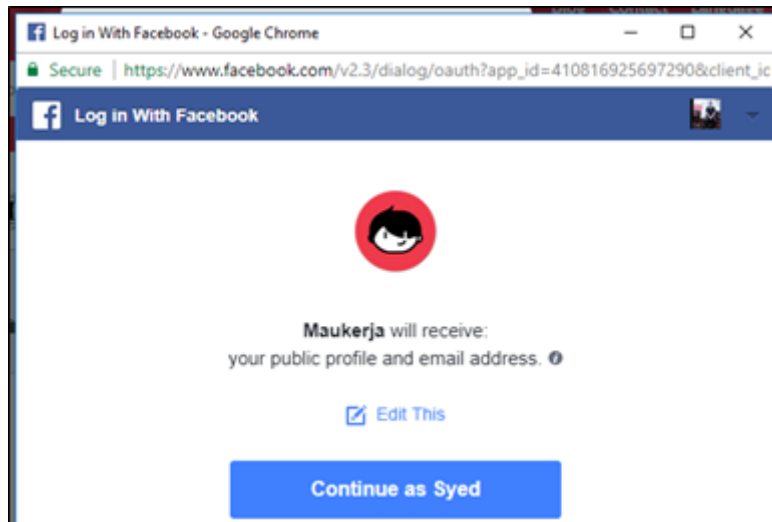 Log in With Facebook - Google Chrome
Secure | https://www.facebook.com/v2.3/dialog/oauth?app_id=410816925697290&client_ic
Log in With Facebook
Maukerja will receive:
your public profile and email address.
Edit This
Continue as Syed